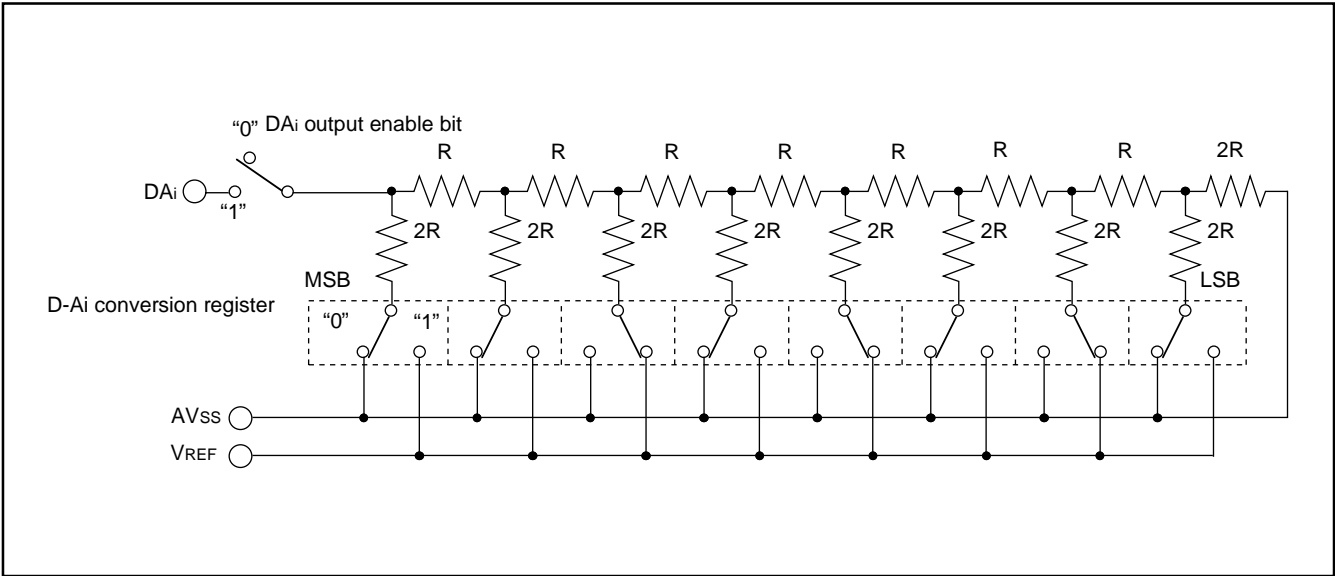 “0” DAi output enable bit
R R R R R R R 2R
DAi
“1”
2R 2R 2R 2R 2R 2R 2R 2R
MSB LSB
D-Ai conversion register
“0” “1”
AVSS
VREF